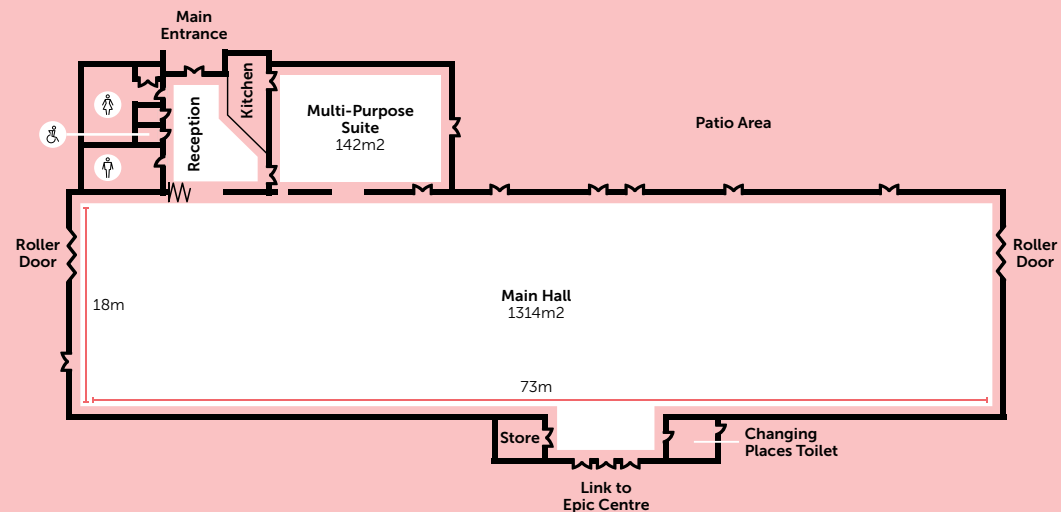 Main
Entrance
Kitchen
Reception
Multi-Purpose
Suite
142m2
Patio Area
Roller
Door
Roller
Door
18m
Main Hall
1314m2
73m
Store
Changing
Places Toilet
Link to
Epic Centre